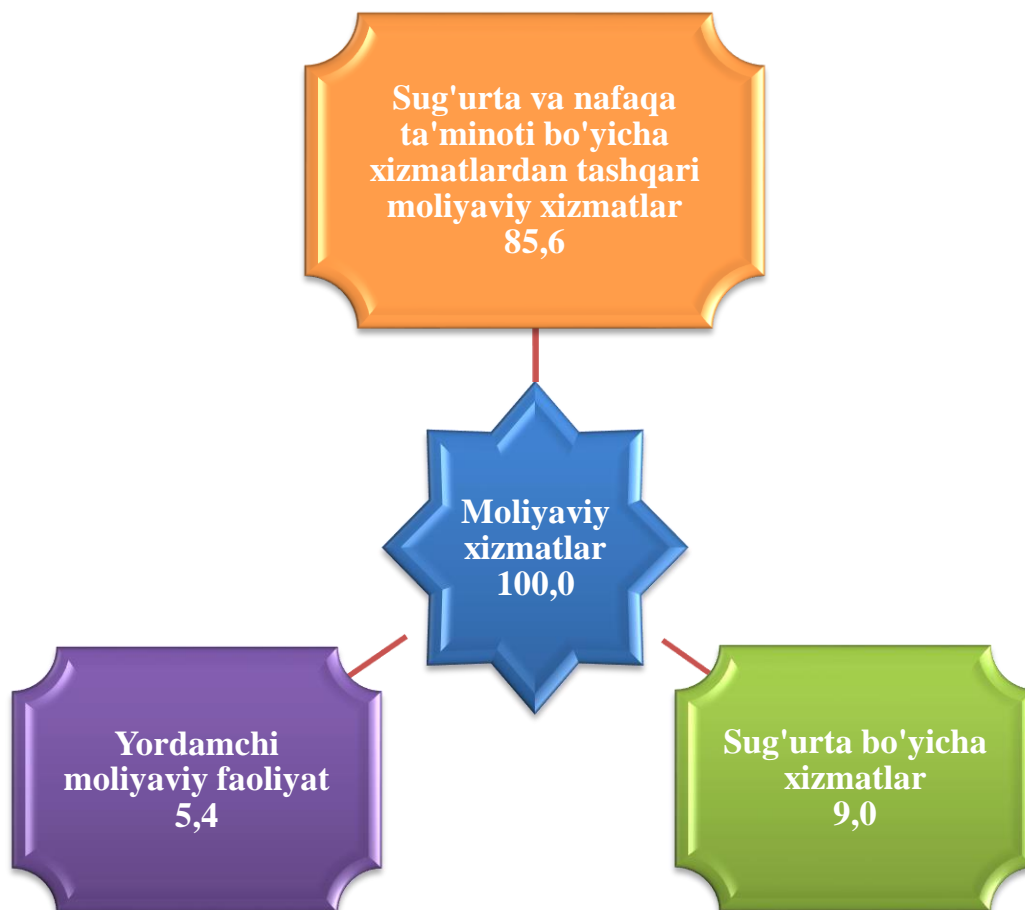 Sug'urta va nafaqa
ta'minoti bo'yicha
xizmatlardan tashqari
moliyaviy xizmatlar
85,6
Moliyaviy
xizmatlar
100,0
Yordamchi
moliyaviy faoliyat
5,4
Sug'urta bo'yicha
xizmatlar
9,0